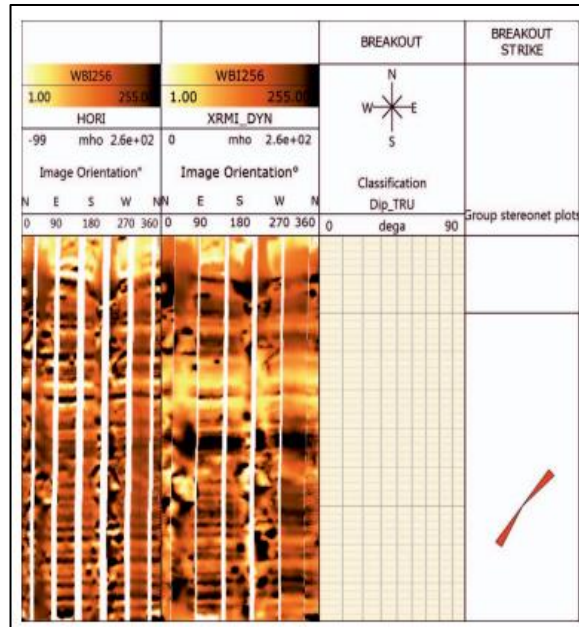 BREAKOUT
BREAKOUT
STRIKE
WBI256
1.00 255.00
HORI
-99 mho 2.6e+02
Image Orientation°
N E S W N
0 90 180 270 360
WBI256
1.00 255.00
XRMI_DYN
0 mho 2.6e+02
Image Orientation°
N E S W N
0 90 180 270 360
N
W E
S
Classification
Dip_TRU
0 dega 90
Group stereonet plots